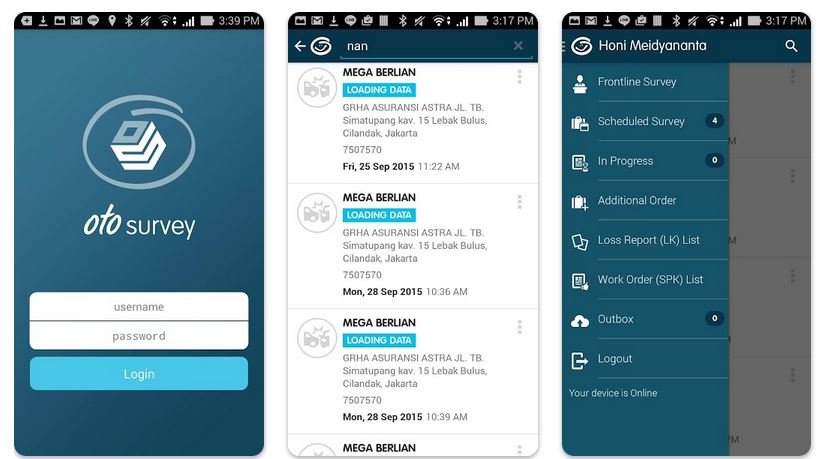 3:39 PM
oto survey
username
password
Login
3:17 PM
nan
MEGA BERLIAN
LOADING DATA
GRHA ASURANSI ASTRA JL. TB.
Simatupang kav. 15 Lebak Bulus,
Cilandak, Jakarta
7507570
Fri, 25 Sep 2015 11:22 AM
MEGA BERLIAN
LOADING DATA
GRHA ASURANSI ASTRA JL. TB.
Simatupang kav. 15 Lebak Bulus,
Cilandak, Jakarta
7507570
Mon, 28 Sep 2015 10:36 AM
MEGA BERLIAN
LOADING DATA
GRHA ASURANSI ASTRA JL. TB.
Simatupang kav. 15 Lebak Bulus,
Cilandak, Jakarta
7507570
Mon, 28 Sep 2015 10:39 AM
MEGA BERLIAN
3:17 PM
Honi Meidyananta
Frontline Survey
Scheduled Survey 4
In Progress 0
Additional Order
Loss Report (LK) List
Work Order (SPK) List
Outbox 0
Logout
Your device is Online